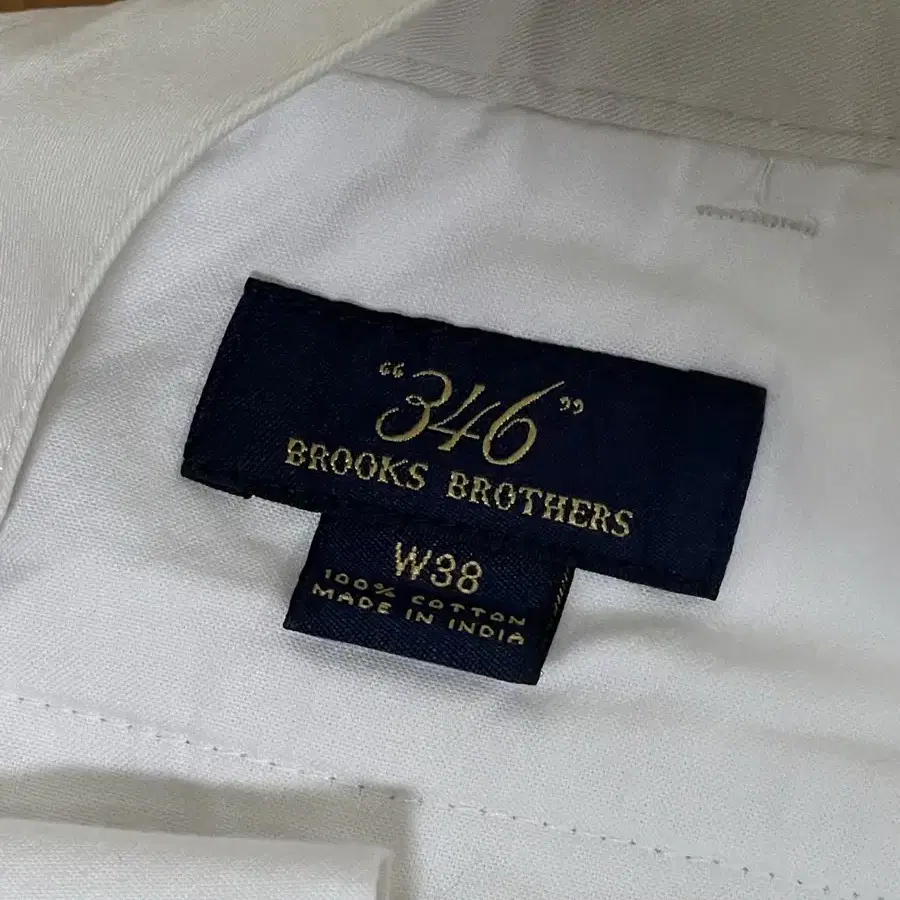 “346”
BROOKS BROTHERS
W38
100% COTTON
MADE IN INDIA